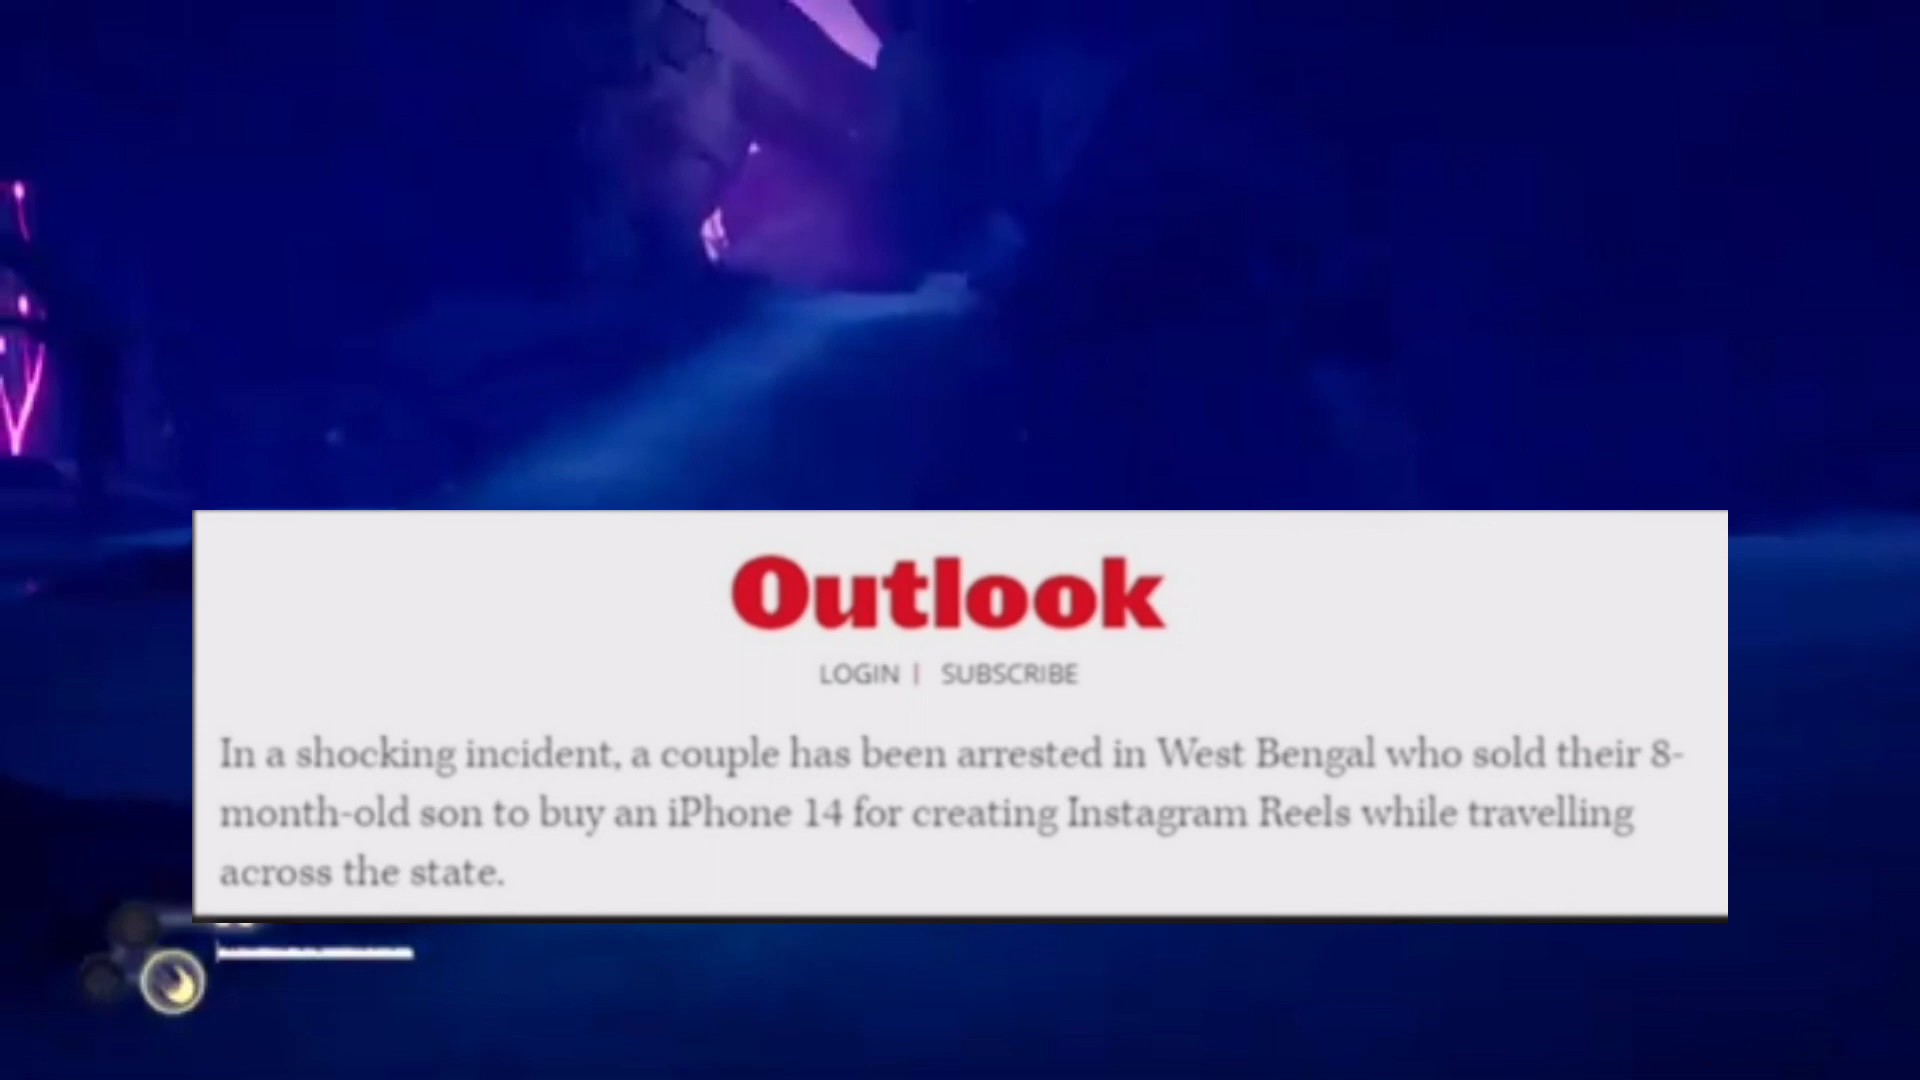 Outlook
LOGIN | SUBSCRIBE
In a shocking incident, a couple has been arrested in West Bengal who sold their 8-
month-old son to buy an iPhone 14 for creating Instagram Reels while travelling
across the state.